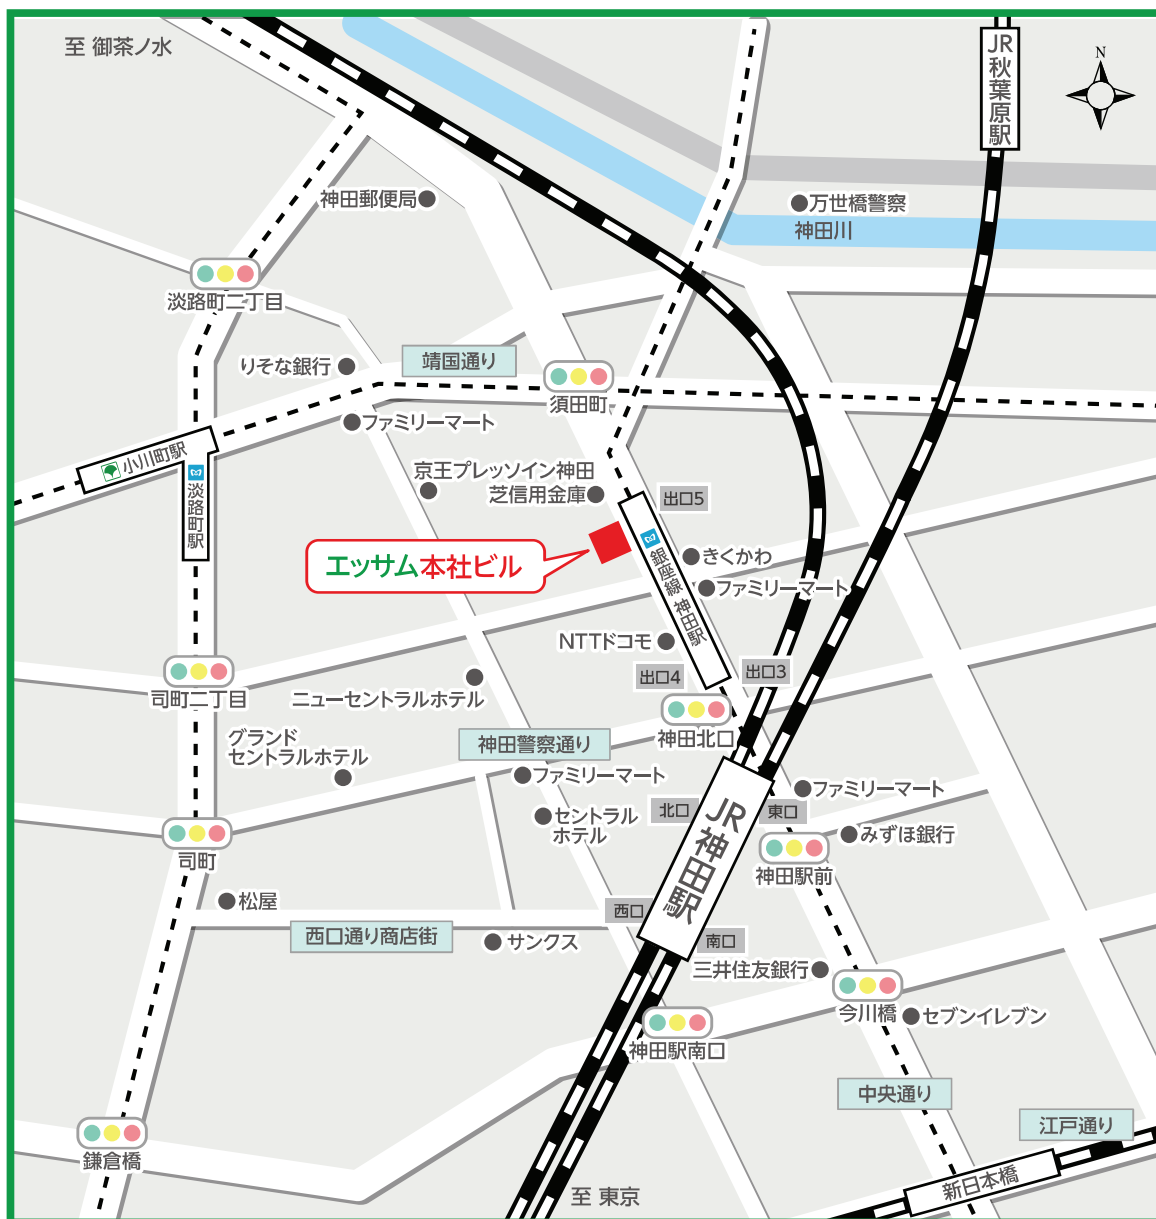 至 御茶ノ水
JR秋葉原駅
N
神田郵便局
万世橋警察
神田川
淡路町二丁目
りそな銀行
靖国通り
須田町
ファミリーマート
小川町駅
淡路町駅
京王プレッソイン神田
芝信用金庫
出口5
エッサム本社ビル
銀座線 神田駅
きくかわ
ファミリーマート
NTTドコモ
出口4
出口3
司町二丁目
ニューセントラルホテル
神田北口
グランド
セントラルホテル
神田警察通り
ファミリーマート
セントラル
ホテル
北口
JR神田駅
東口
ファミリーマート
みずほ銀行
神田駅前
司町
松屋
西口
西口通り商店街
サンクス
南口
三井住友銀行
今川橋
セブンイレブン
神田駅南口
中央通り
江戸通り
鎌倉橋
新日本橋
至 東京